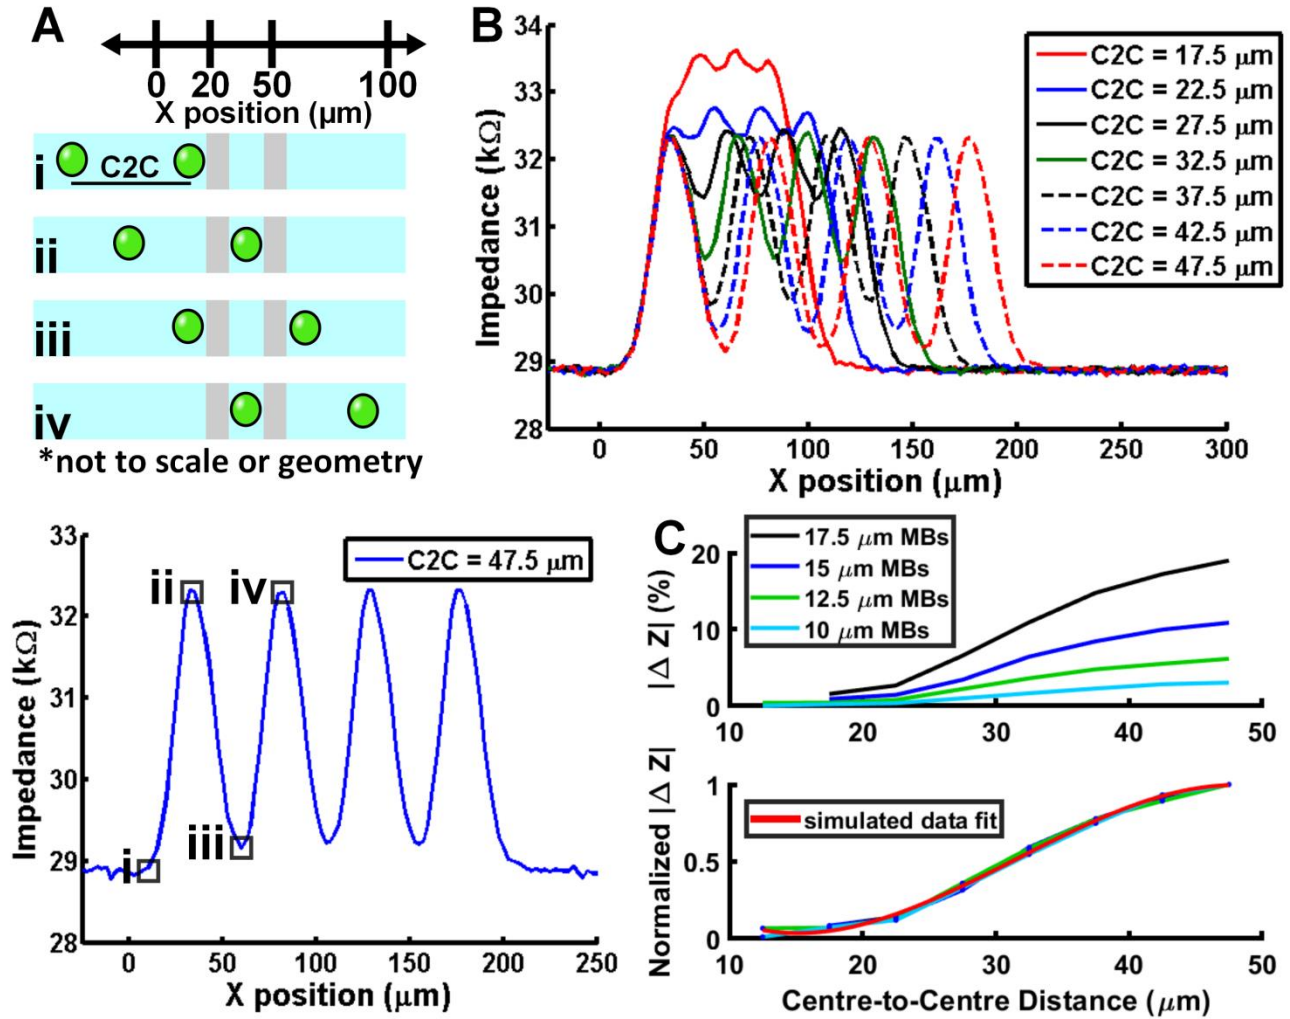 A
0 20 50 100
X position (µm)
i
C2C
ii
iii
iv
*not to scale or geometry
B
34
33
32
31
30
29
28
Impedance (kΩ)
0 50 100 150 200 250 300
X position (µm)
C2C = 17.5 µm
C2C = 22.5 µm
C2C = 27.5 µm
C2C = 32.5 µm
C2C = 37.5 µm
C2C = 42.5 µm
C2C = 47.5 µm
33
32
31
30
29
28
Impedance (kΩ)
C2C = 47.5 µm
ii iv
iii
i
0 50 100 150 200 250
X position (µm)
C
17.5 µm MBs
15 µm MBs
12.5 µm MBs
10 µm MBs
20
10
0
|Δ Z| (%)
10 20 30 40 50
1
0.5
0
Normalized |Δ Z|
simulated data fit
10 20 30 40 50
Centre-to-Centre Distance (µm)